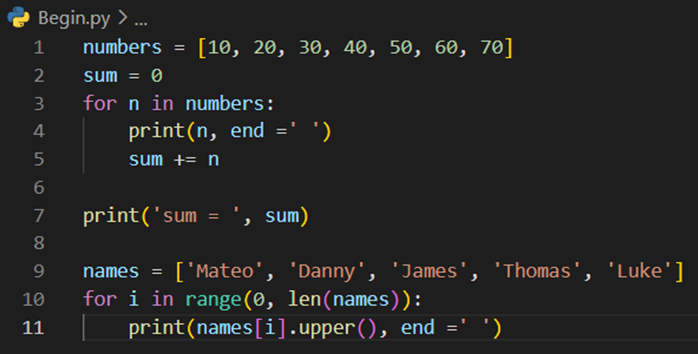 Begin.py > ...
1 numbers = [10, 20, 30, 40, 50, 60, 70]
2 sum = 0
3 for n in numbers:
4     print(n, end =' ')
5     sum += n
6
7 print('sum = ', sum)
8
9 names = ['Mateo', 'Danny', 'James', 'Thomas', 'Luke']
10 for i in range(0, len(names)):
11     print(names[i].upper(), end =' ')